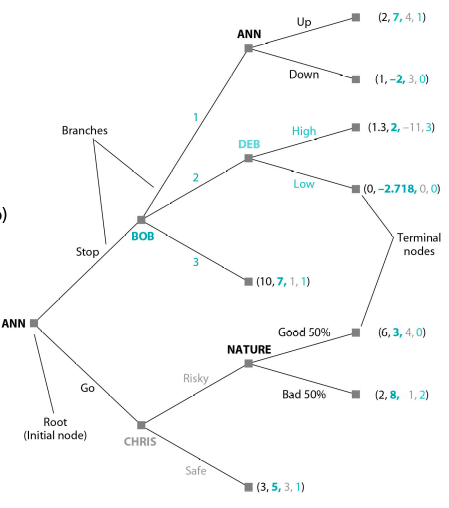 Up
(2, 7, 4, 1)
ANN
Down
(1, –2, 3, 0)
1
Branches
High
(1.3, 2, –11, 3)
DEB
2
Low
(0, –2.718, 0, 0)
)
BOB
Stop
Terminal
nodes
3
(10, 7, 1, 1)
ANN
Good 50%
(6, 3, 4, 0)
NATURE
Risky
Go
Bad 50%
(2, 8, 1, 2)
Root
(Initial node)
CHRIS
Safe
(3, 5, 3, 1)